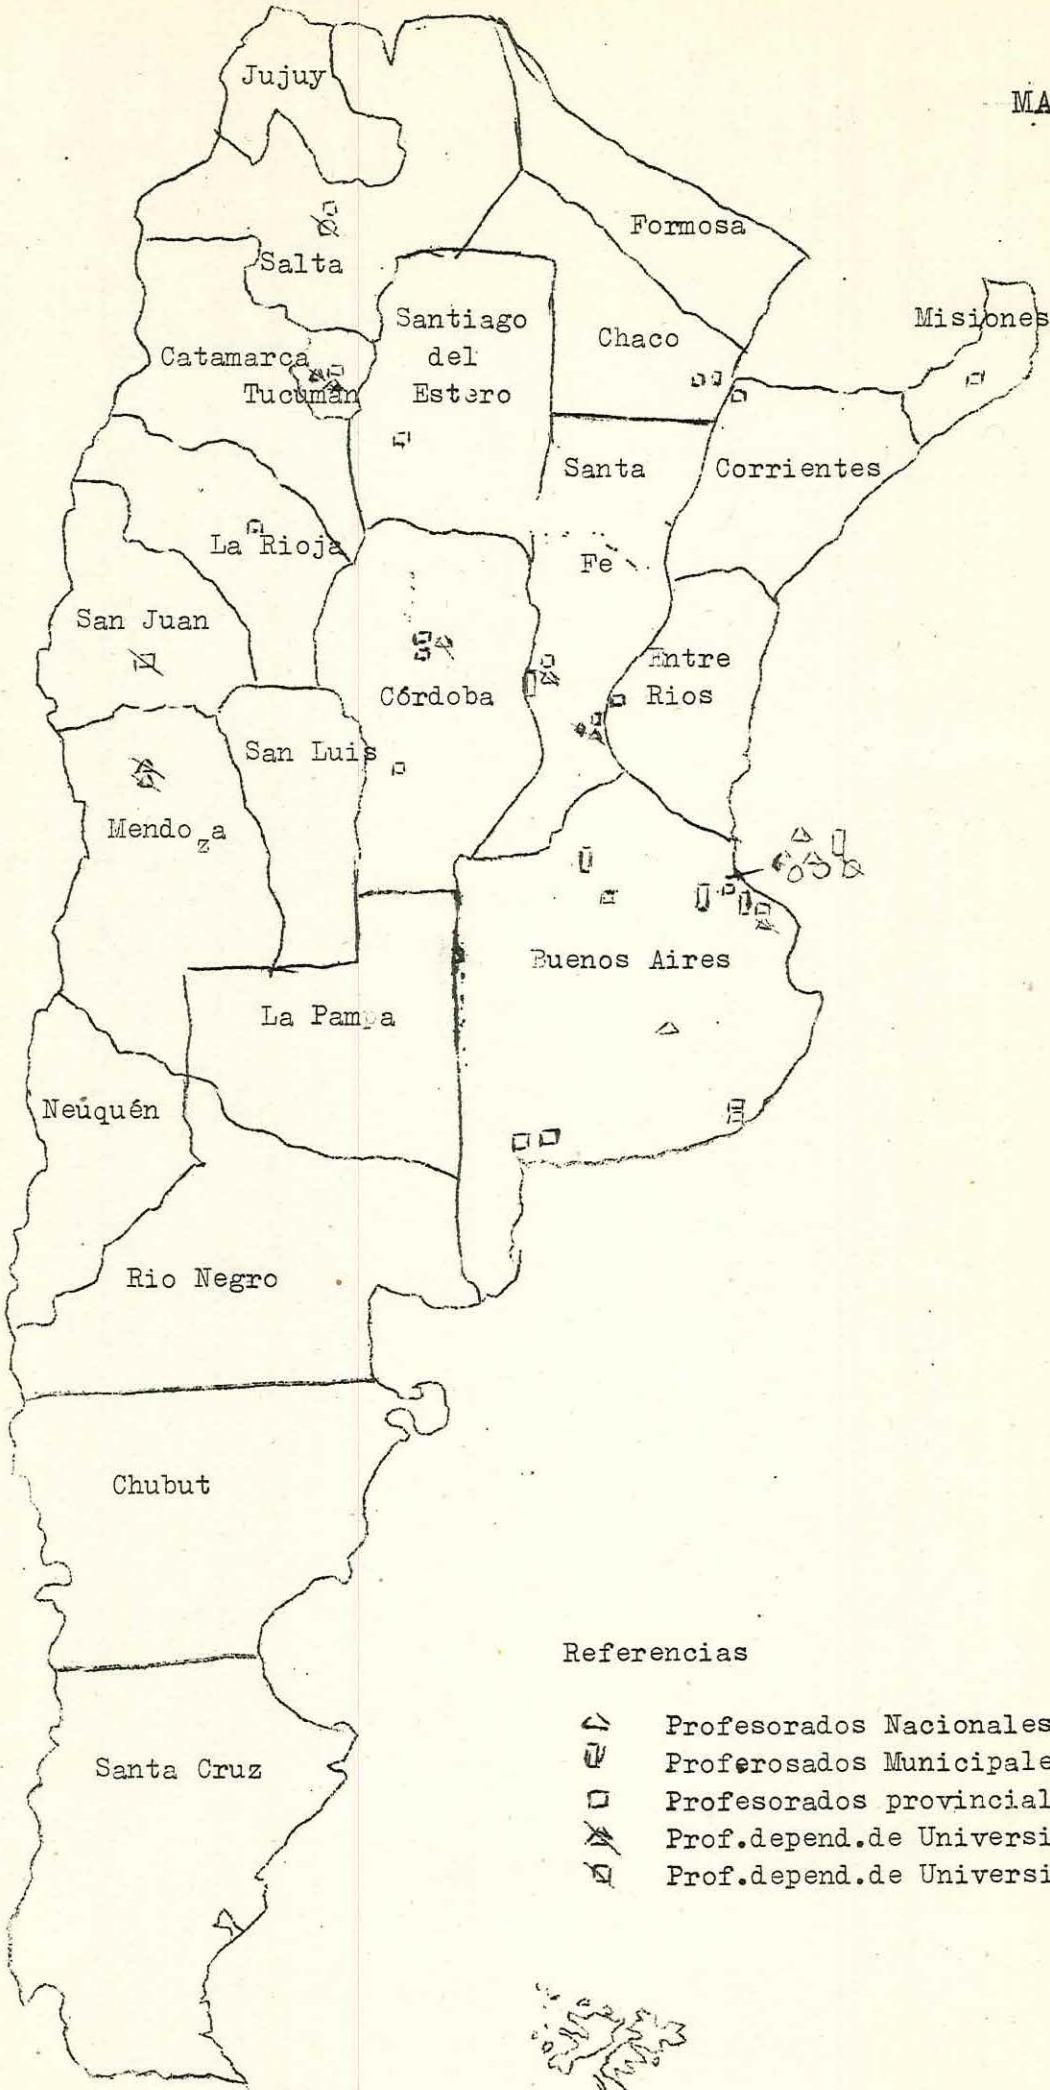 MA
Jujuy
Formosa
Salta
Misiones
Santiago
del
Estero
Chaco
Catamarca
Tucumán
Santa
Fe
Corrientes
La Rioja
San Juan
Entre
Rios
Córdoba
San Luis
Mendoza
Buenos Aires
La Pampa
Neúquén
Rio Negro
Chubut
Santa Cruz
Referencias
Profesorados Nacionales
Proferosados Municipale
Profesorados provincial
Prof.depend.de Universi
Prof.depend.de Universi